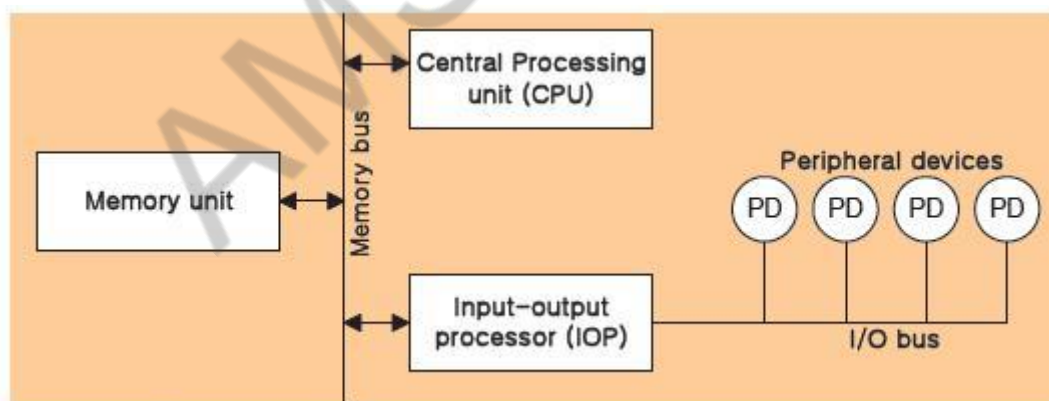 AMS
Central Processing
unit (CPU)
Memory bus
Memory unit
Peripheral devices
PD PD PD PD
Input-output
processor (IOP)
I/O bus